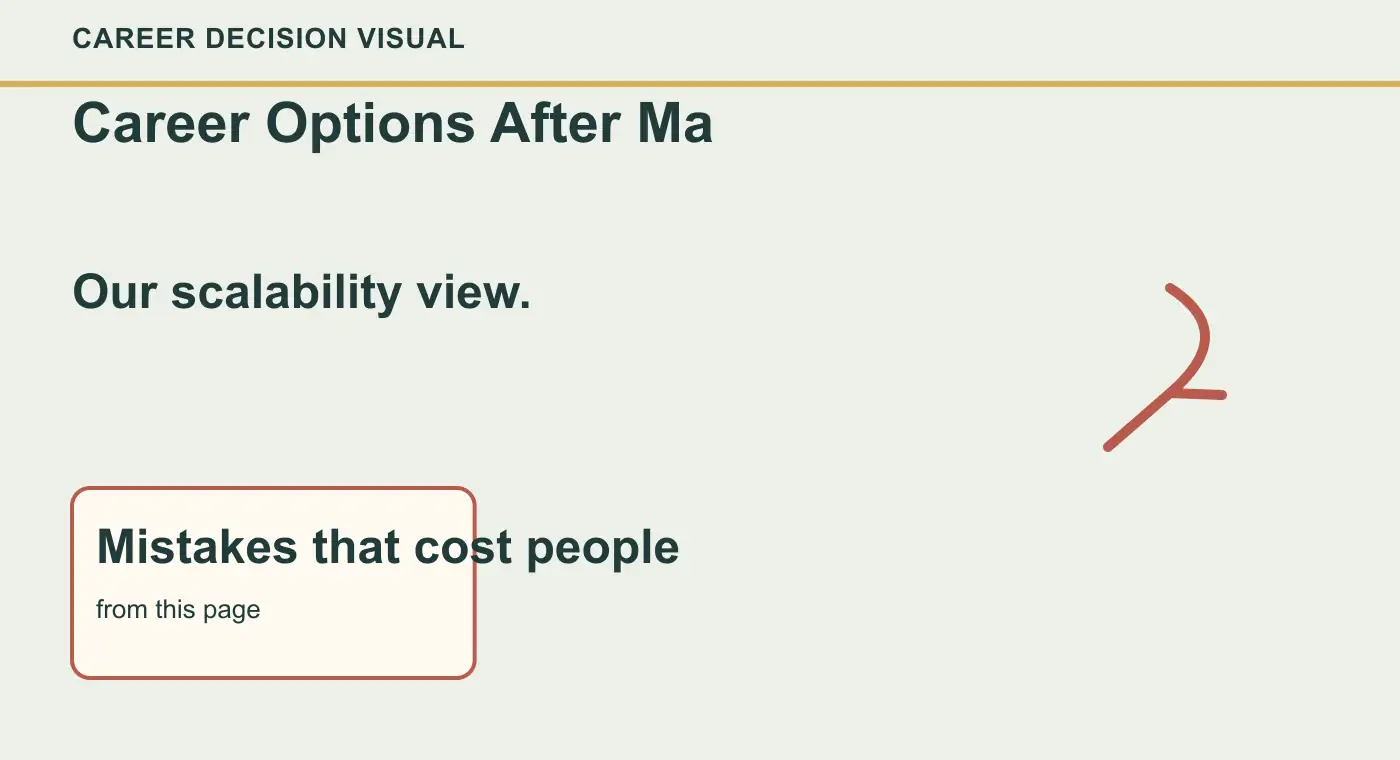 CAREER DECISION VISUAL
Career Options After Ma
Our scalability view.
Mistakes that cost people
from this page